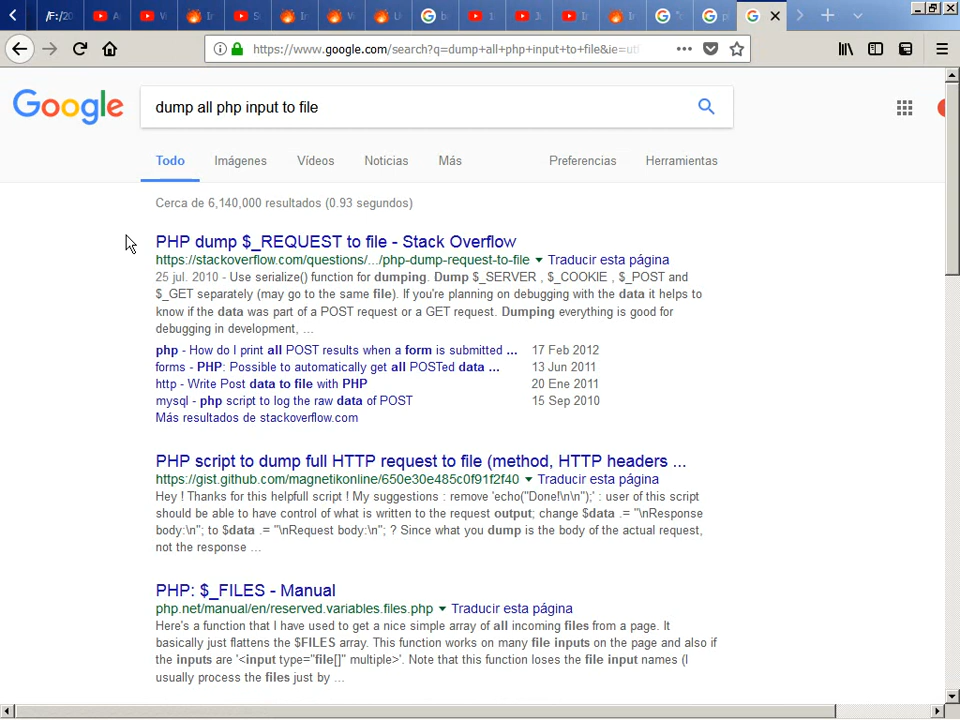 /F:/20
https://www.google.com/search?q=dump+all+php+input+to+file&ie=ut
Google
dump all php input to file
Todo Imágenes Vídeos Noticias Más Preferencias Herramientas
Cerca de 6,140,000 resultados (0.93 segundos)
PHP dump $_REQUEST to file - Stack Overflow
https://stackoverflow.com/questions/.../php-dump-request-to-file Traducir esta página
25 jul. 2010 - Use serialize() function for dumping. Dump $_SERVER , $_COOKIE , $_POST and
$_GET separately (may go to the same file). If you're planning on debugging with the data it helps to
know if the data was part of a POST request or a GET request. Dumping everything is good for
debugging in development, ...
php - How do I print all POST results when a form is submitted ... 17 Feb 2012
forms - PHP: Possible to automatically get all POSTed data ... 13 Jun 2011
http - Write Post data to file with PHP 20 Ene 2011
mysql - php script to log the raw data of POST 15 Sep 2010
Más resultados de stackoverflow.com
PHP script to dump full HTTP request to file (method, HTTP headers ...
https://gist.github.com/magnetikonline/650e30e485c0f91f2f40 Traducir esta página
Hey ! Thanks for this helpfull script ! My suggestions : remove 'echo("Done!\n\n");' : user of this script
should be able to have control of what is written to the request output; change $data .= "\nResponse
body:\n"; to $data .= "\nRequest body:\n"; ? Since what you dump is the body of the actual request,
not the response ...
PHP: $_FILES - Manual
php.net/manual/en/reserved.variables.files.php Traducir esta página
Here's a function that I have used to get a nice simple array of all incoming files from a page. It
basically just flattens the $FILES array. This function works on many file inputs on the page and also if
the inputs are '<input type="file[]" multiple>'. Note that this function loses the file input names (I
usually process the files just by ...